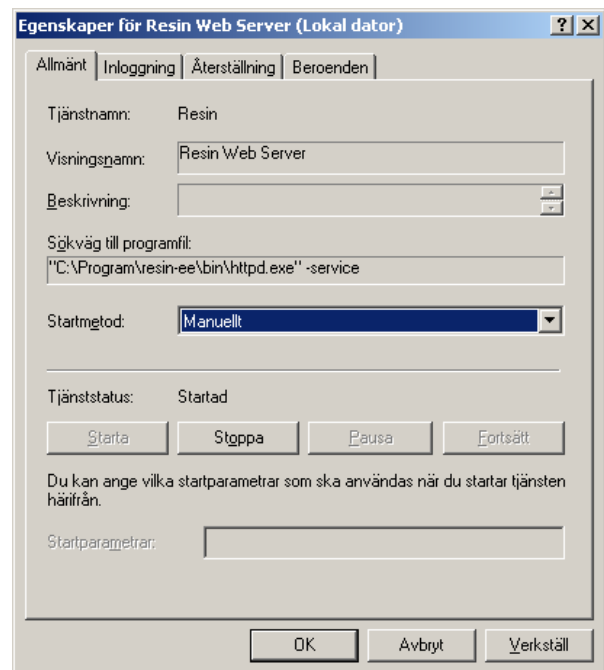 Egenskaper för Resin Web Server (Lokal dator)
Allmänt Inloggning Återställning Beroenden
Tjänstnamn: Resin
Visningsnamn: Resin Web Server
Beskrivning:
Sökväg till programfil:
"C:\Program\resin-ee\bin\httpd.exe" -service
Startmetod: Manuellt
Tjänststatus: Startad
Starta Stoppa Pausa Fortsätt
Du kan ange vilka startparametrar som ska användas när du startar tjänsten
härifrån.
Startparametrar:
OK Avbryt Verkställ